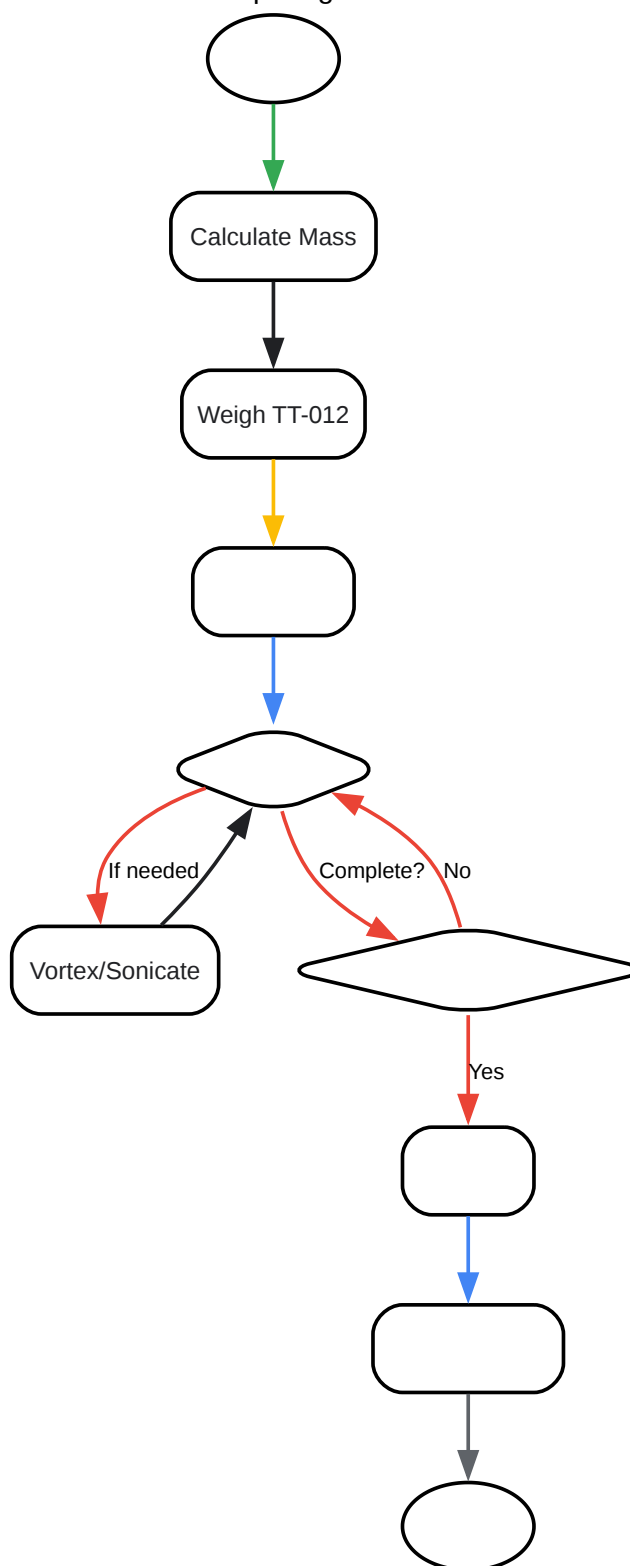 Calculate Mass
Weigh TT-012
If needed
Complete?
No
Vortex/Sonicate
Yes